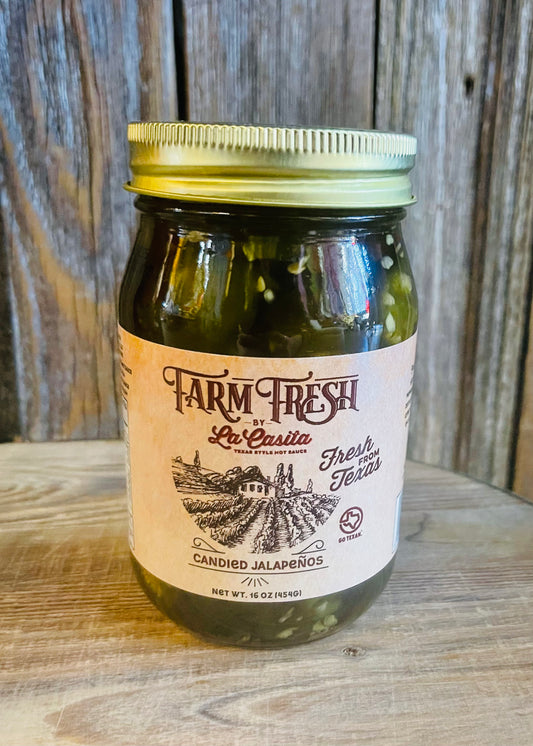 FARM FRESH
BY
La Casita
TEXAS STYLE HOT SAUCE
Fresh
FROM
Texas
GO TEXAN.
CANDIED JALAPEÑOS
NET WT. 16 OZ (454G)